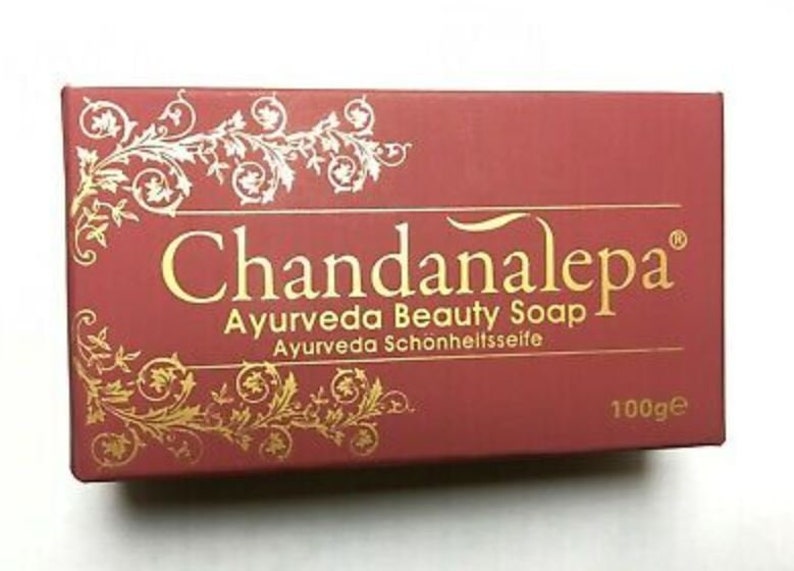 Chandanalepa®
Ayurveda Beauty Soap
Ayurveda Schönheitsseife
100g℮